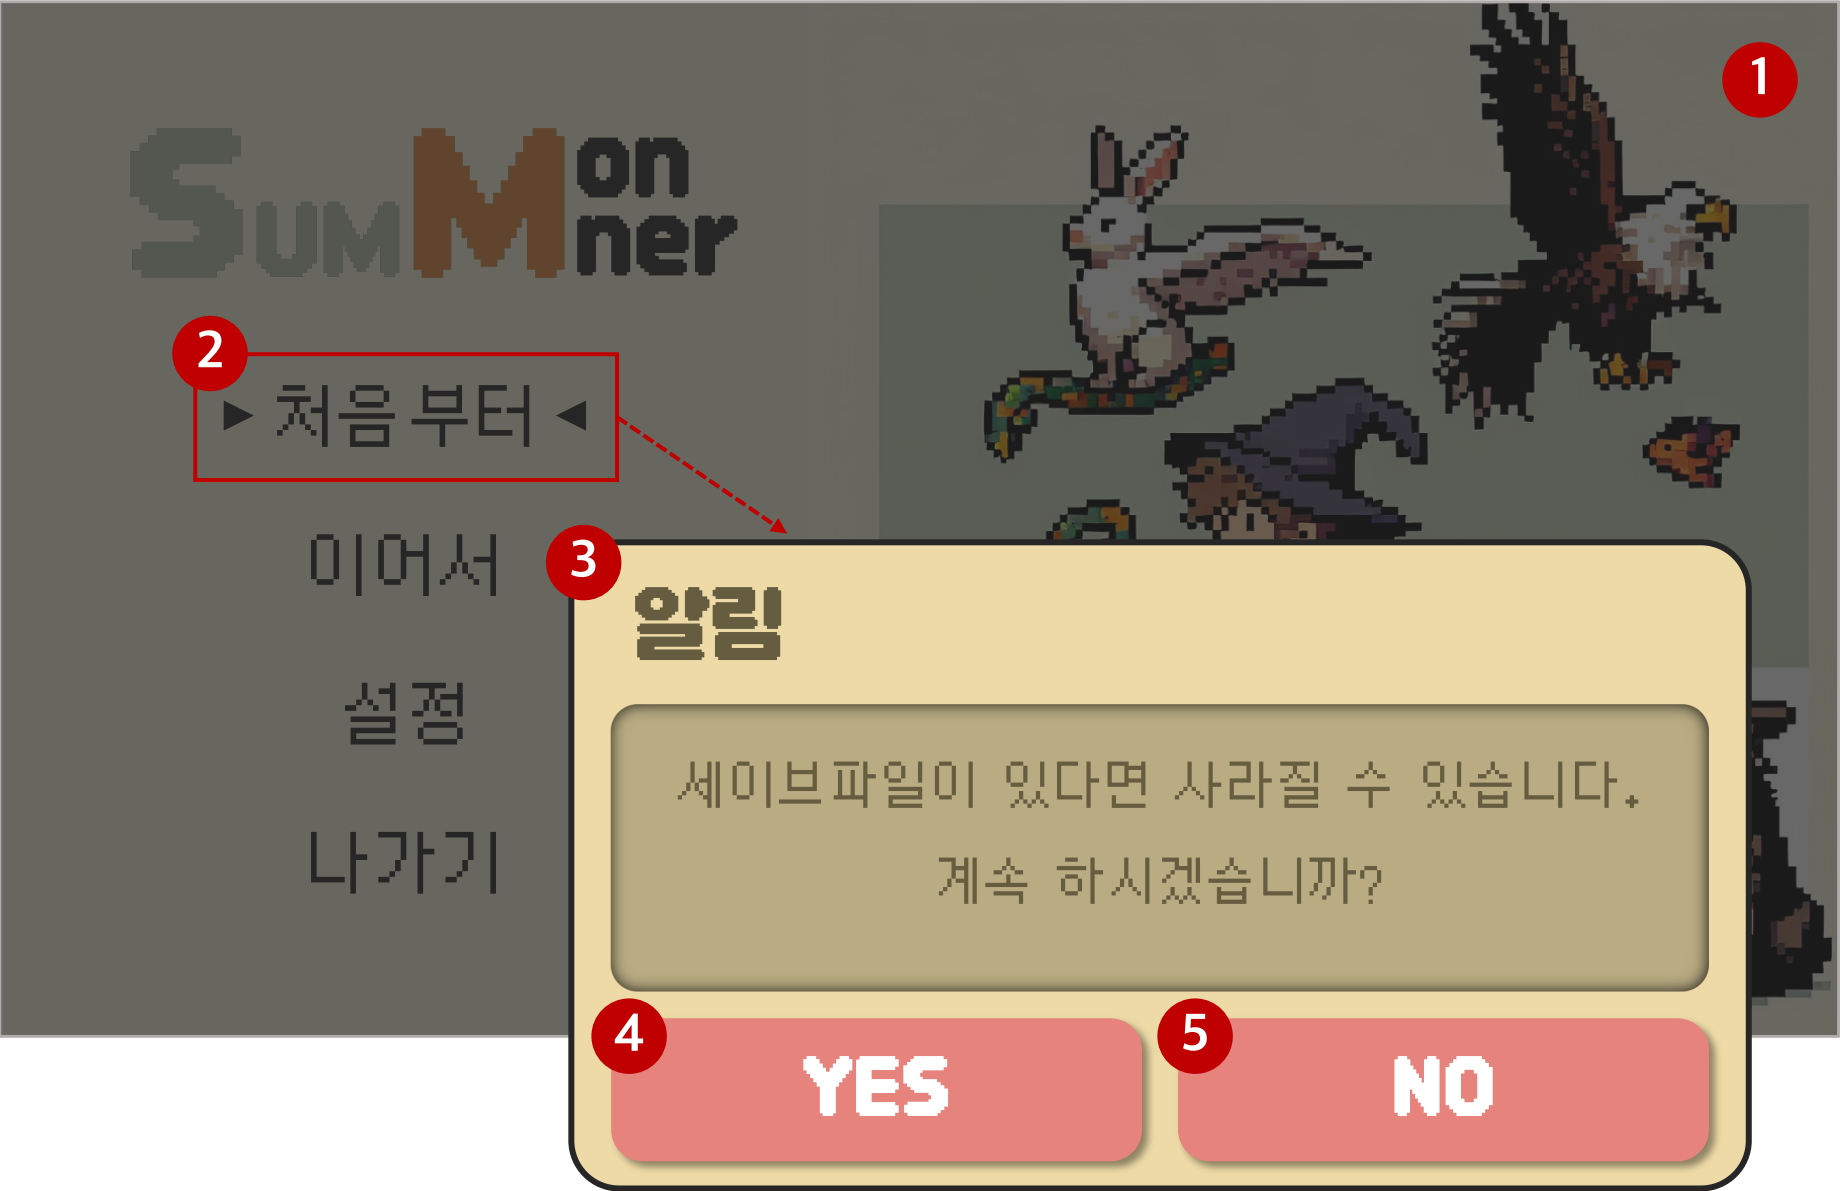 1
SUMMon
ner
2
▶ 처음부터 ◀
이어서
설정
나가기
3
알림
세이브파일이 있다면 사라질 수 있습니다.
계속 하시겠습니까?
4
YES
5
NO